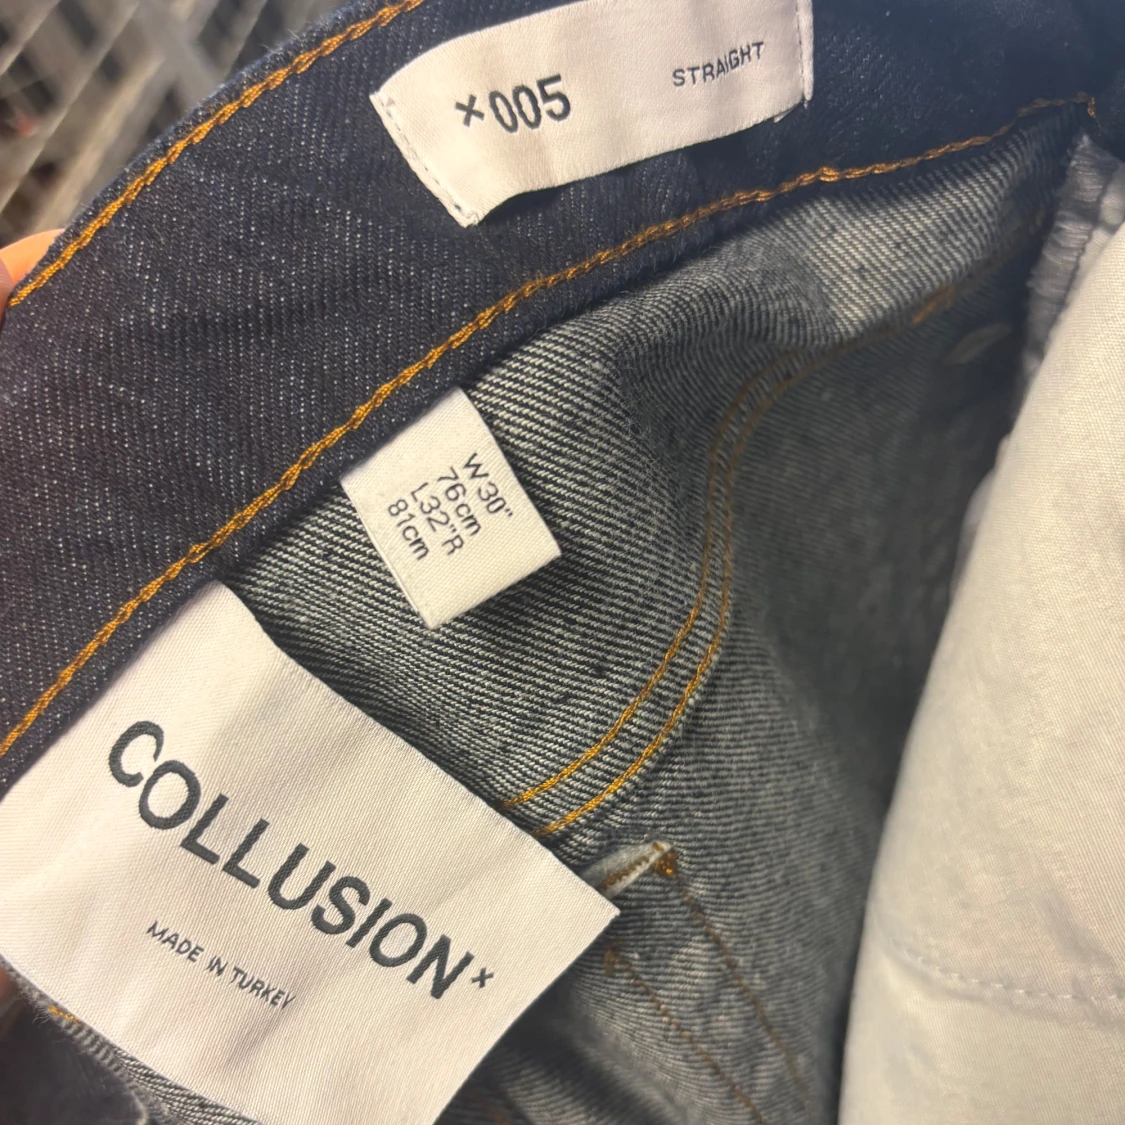 ×005
STRAIGHT
W30"
76cm
L32"R
81cm
COLLUSION×
MADE IN TURKEY